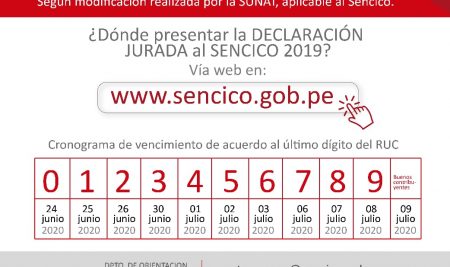 Según modificación realizada por la SUNAT, aplicable al Sencico.
¿Dónde presentar la DECLARACIÓN
JURADA al SENCICO 2019?
Vía web en:
www.sencico.gob.pe
Cronograma de vencimiento de acuerdo al último dígito del RUC
0 1 2 3 4 5 6 7 8 9 Buenos contribu-
yentes
24 25 26 30 01 02 03 06 07 08 09
junio junio junio junio julio julio julio julio julio julio julio
2020 2020 2020 2020 2020 2020 2020 2020 2020 2020 2020
DPTO. DE ORIENTACIÓN